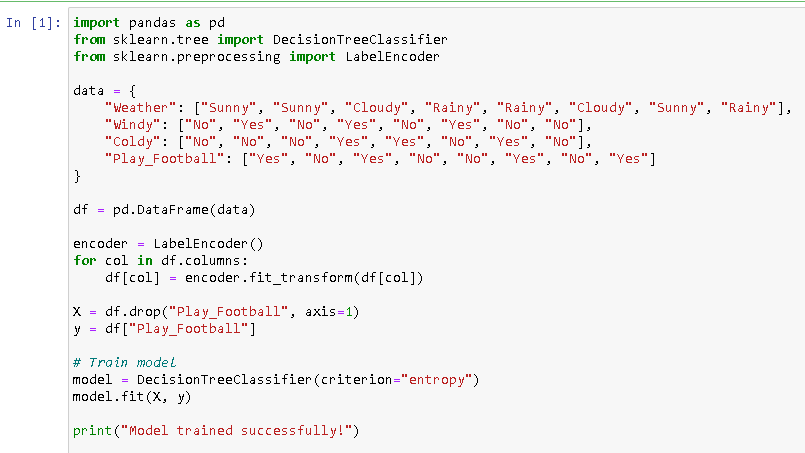 In [1]: import pandas as pd
from sklearn.tree import DecisionTreeClassifier
from sklearn.preprocessing import LabelEncoder
data = {
    "Weather": ["Sunny", "Sunny", "Cloudy", "Rainy", "Rainy", "Cloudy", "Sunny", "Rainy"],
    "Windy": ["No", "Yes", "No", "Yes", "No", "Yes", "No", "No"],
    "Coldy": ["No", "No", "No", "Yes", "Yes", "No", "Yes", "No"],
    "Play_Football": ["Yes", "No", "Yes", "No", "No", "Yes", "No", "Yes"]
}
df = pd.DataFrame(data)
encoder = LabelEncoder()
for col in df.columns:
    df[col] = encoder.fit_transform(df[col])
X = df.drop("Play_Football", axis=1)
y = df["Play_Football"]
# Train model
model = DecisionTreeClassifier(criterion="entropy")
model.fit(X, y)
print("Model trained successfully!")